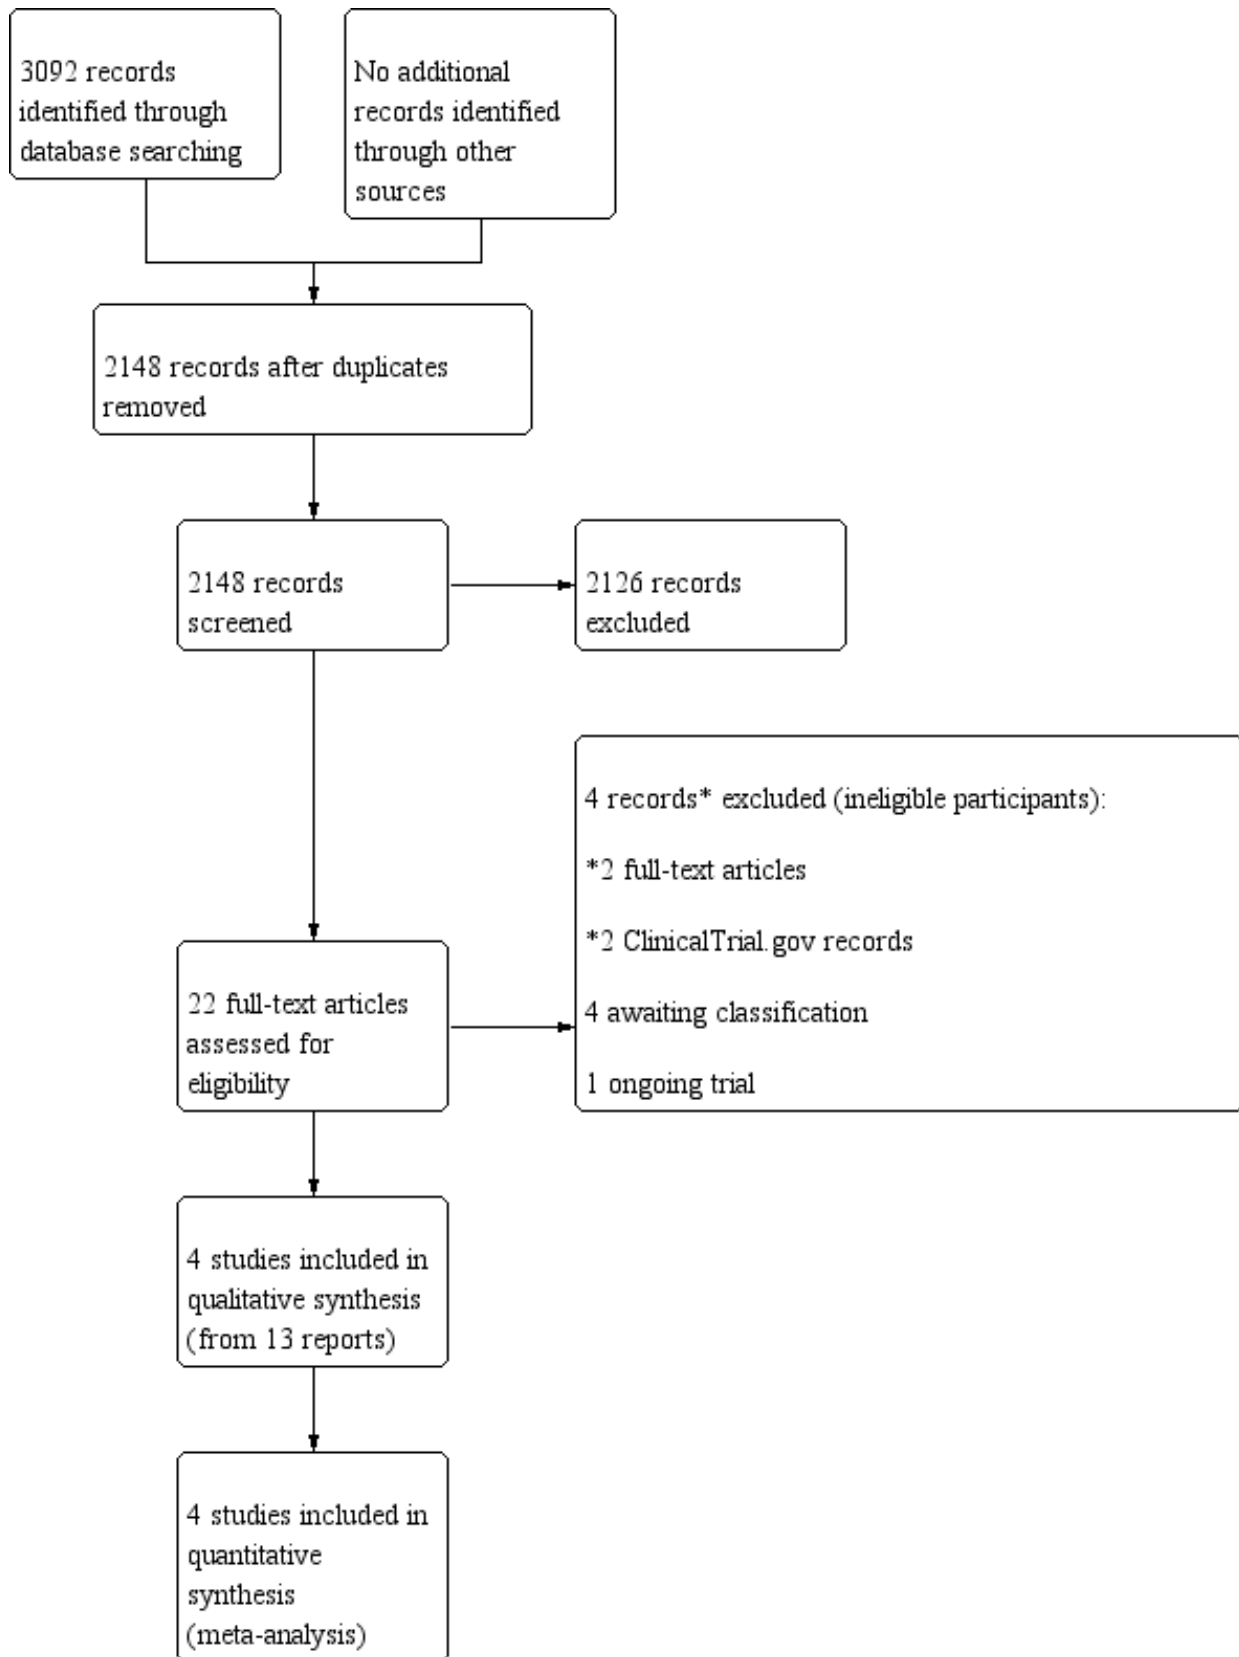 3092 records
identified through
database searching
No additional
records identified
through other
sources
2148 records after duplicates
removed
2148 records
screened
2126 records
excluded
4 records* excluded (ineligible participants):
*2 full-text articles
*2 ClinicalTrial.gov records
4 awaiting classification
1 ongoing trial
22 full-text articles
assessed for
eligibility
4 studies included in
qualitative synthesis
(from 13 reports)
4 studies included in
quantitative
synthesis
(meta-analysis)